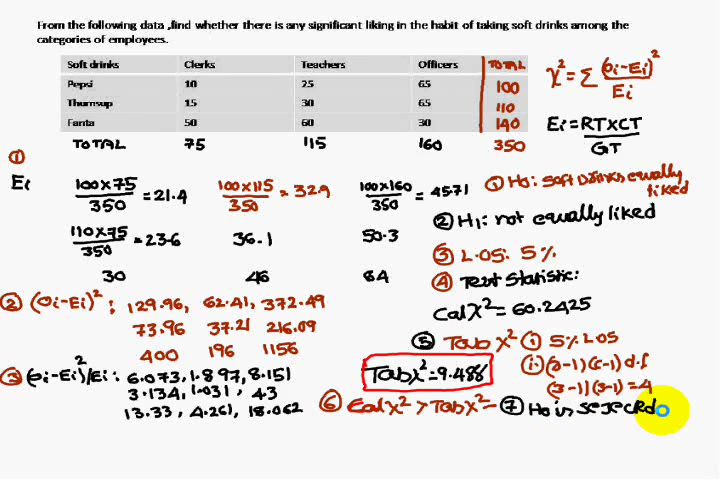 From the following data ,find whether there is any significant liking in the habit of taking soft drinks among the
categories of employees.
Soft drinks Clerks Teachers Officers TOTAL
Pepsi 10 25 65 100
Thumsup 15 30 65 110
Fanta 50 60 30 140
TOTAL 75 115 160 350
χ² = Σ (Oi-Ei)² / Ei
Ei = RTXCT / GT
①
Ei 100×75/350 = 21.4 100×115/350 = 32.9 100×160/350 = 45.71
110×75/350 = 23.6 36.1 50.3
30 46 64
② (Oi-Ei)² : 129.96, 62.41, 372.49
73.96 37.21 216.09
400 196 1156
③ (Oi-Ei)²/Ei : 6.073, 1.897, 8.151
3.134, 1.031, 4.3
13.33, 4.261, 18.062
① Ho: Soft Drinks equally
liked
② H1: not equally liked
③ L.OS: 5%
④ Test Statistic:
Cal χ² = 60.2425
⑤ Tab χ² ① 5% LOS
(ii) (r-1)(c-1) d.f
(3-1)(3-1) = 4
Tab χ² = 9.488
⑥ Cal χ² > Tab χ² - ⑦ Ho is rejected